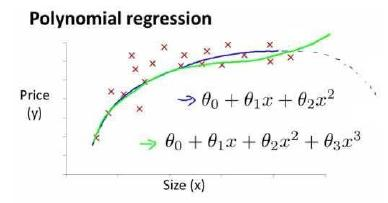 Polynomial regression
Price
(y)
→ θ₀ + θ₁x + θ₂x²
→ θ₀ + θ₁x + θ₂x² + θ₃x³
Size (x)